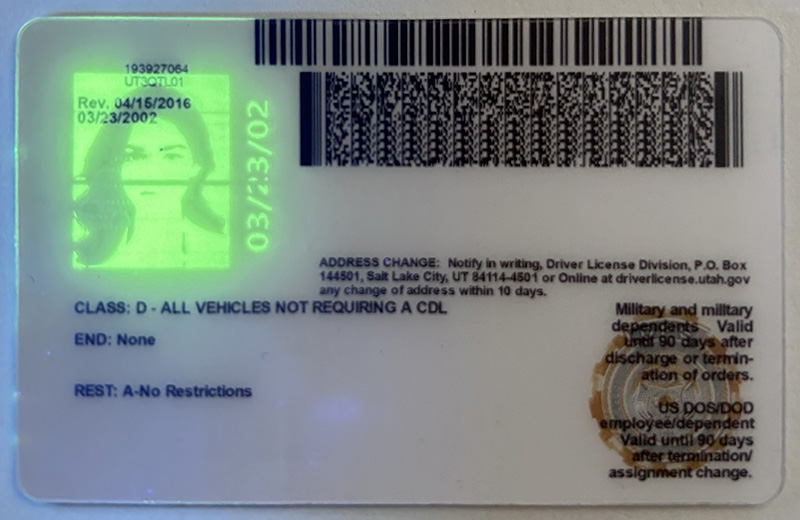 193927064
UT3QTL01
Rev. 04/15/2016
03/23/2002
03/23/02
ADDRESS CHANGE: Notify in writing, Driver License Division, P.O. Box
144501, Salt Lake City, UT 84114-4501 or Online at driverlicense.utah.gov
any change of address within 10 days.
CLASS: D - ALL VEHICLES NOT REQUIRING A CDL
END: None
REST: A-No Restrictions
Military and military
dependents Valid
until 90 days after
discharge or termin-
ation of orders.
US DOS/DOD
employee/dependent
Valid until 90 days
after termination/
assignment change.